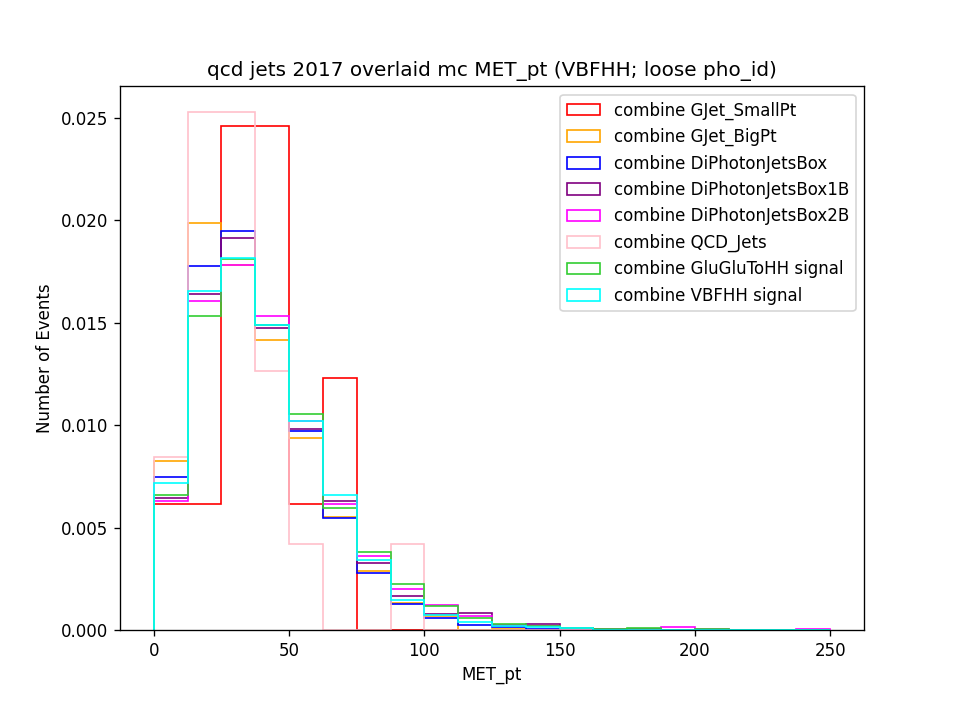 qcd jets 2017 overlaid mc MET_pt (VBFHH; loose pho_id)
combine GJet_SmallPt
combine GJet_BigPt
combine DiPhotonJetsBox
combine DiPhotonJetsBox1B
combine DiPhotonJetsBox2B
combine QCD_Jets
combine GluGluToHH signal
combine VBFHH signal
Number of Events
0.025
0.020
0.015
0.010
0.005
0.000
0 50 100 150 200 250
MET_pt